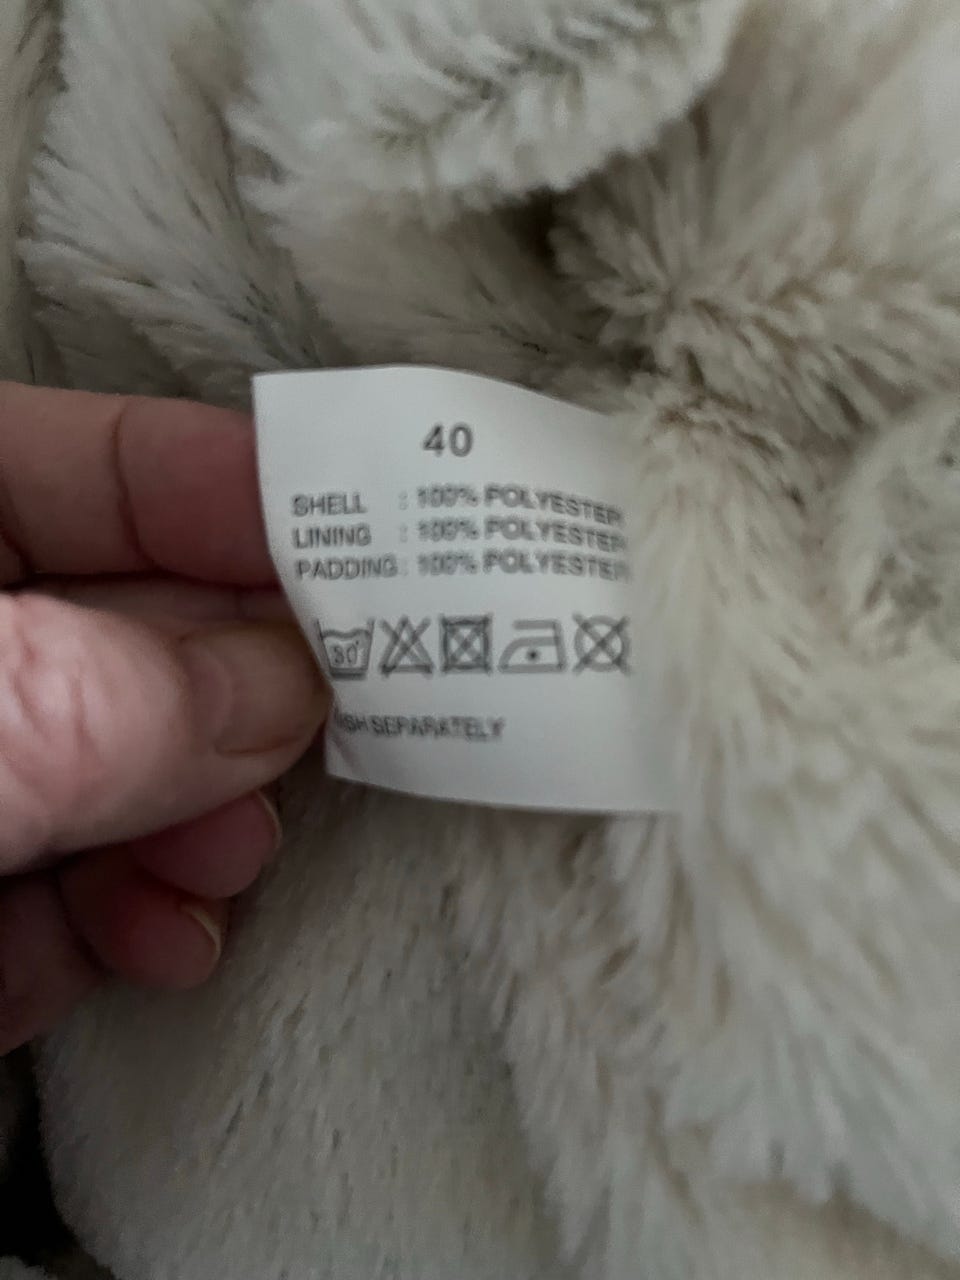 40
SHELL : 100% POLYESTER
LINING : 100% POLYESTER
PADDING : 100% POLYESTER
30°
SEPARATELY